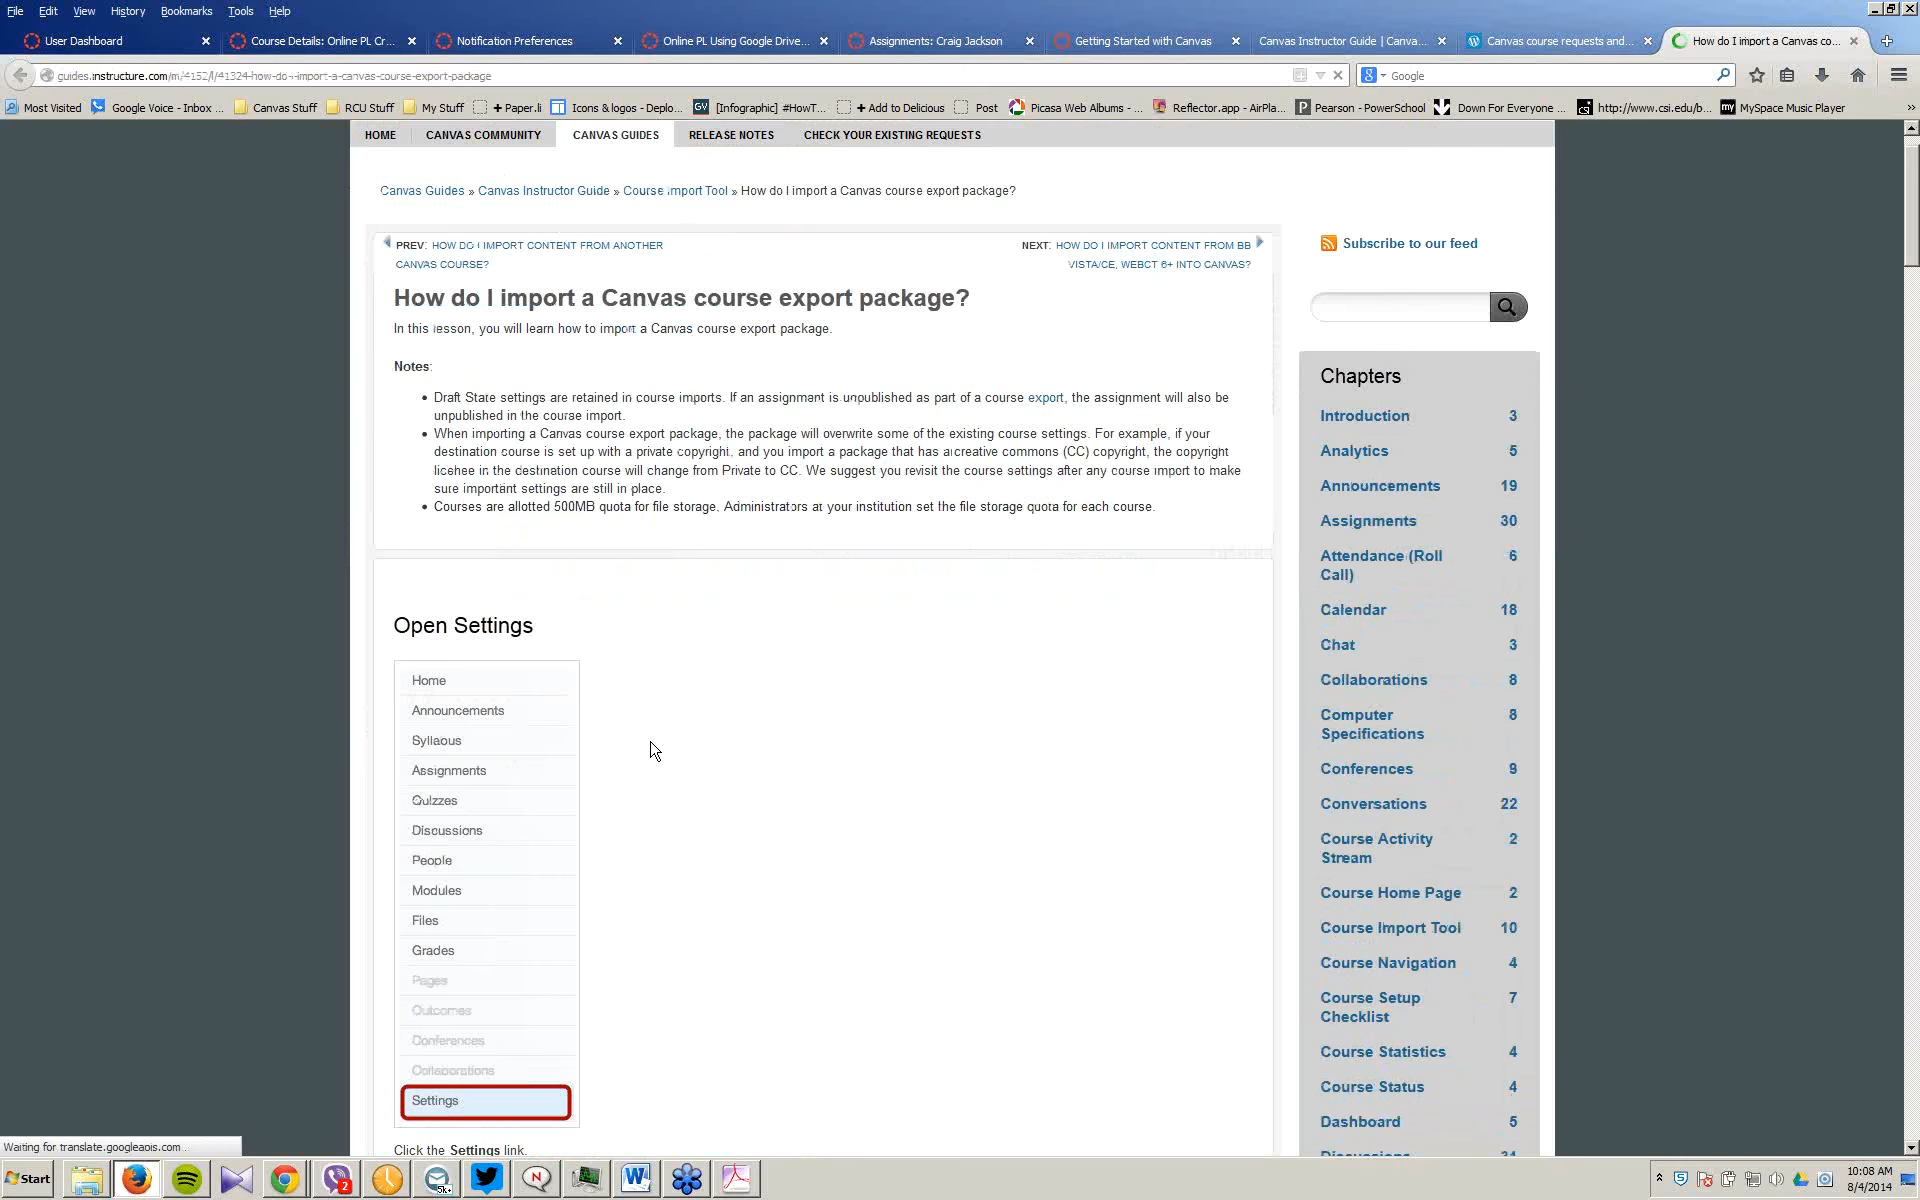 File Edit View History Bookmarks Tools Help
User Dashboard
Course Details: Online PL Cr...
Notification Preferences
Online PL Using Google Drive...
Assignments: Craig Jackson
Getting Started with Canvas
Canvas Instructor Guide | Canva...
Canvas course requests and...
How do I import a Canvas co...
guides.instructure.com/m/4152/l/41324-how-do-i-import-a-canvas-course-export-package
Google
Most Visited Google Voice - Inbox ... Canvas Stuff RCU Stuff My Stuff + Paper.li Icons & logos - Deplo... [Infographic] #HowT... + Add to Delicious Post Picasa Web Albums - ... Reflector.app - AirPla... Pearson - PowerSchool Down For Everyone ... http://www.csi.edu/b... MySpace Music Player
HOME CANVAS COMMUNITY CANVAS GUIDES RELEASE NOTES CHECK YOUR EXISTING REQUESTS
Canvas Guides » Canvas Instructor Guide » Course Import Tool » How do I import a Canvas course export package?
PREV: HOW DO I IMPORT CONTENT FROM ANOTHER
CANVAS COURSE?
NEXT: HOW DO I IMPORT CONTENT FROM BB
VISTA/CE, WEBCT 6+ INTO CANVAS?
How do I import a Canvas course export package?
In this lesson, you will learn how to import a Canvas course export package.
Notes:
• Draft State settings are retained in course imports. If an assignment is unpublished as part of a course export, the assignment will also be
unpublished in the course import.
• When importing a Canvas course export package, the package will overwrite some of the existing course settings. For example, if your
destination course is set up with a private copyright, and you import a package that has a creative commons (CC) copyright, the copyright
license in the destination course will change from Private to CC. We suggest you revisit the course settings after any course import to make
sure important settings are still in place.
• Courses are allotted 500MB quota for file storage. Administrators at your institution set the file storage quota for each course.
Open Settings
Home
Announcements
Syllabus
Assignments
Quizzes
Discussions
People
Modules
Files
Grades
Pages
Outcomes
Conferences
Collaborations
Settings
Click the Settings link.
Subscribe to our feed
Chapters
Introduction 3
Analytics 5
Announcements 19
Assignments 30
Attendance (Roll 6
Call)
Calendar 18
Chat 3
Collaborations 8
Computer 8
Specifications
Conferences 9
Conversations 22
Course Activity 2
Stream
Course Home Page 2
Course Import Tool 10
Course Navigation 4
Course Setup 7
Checklist
Course Statistics 4
Course Status 4
Dashboard 5
Waiting for translate.googleapis.com...
Start
2
5k+
10:08 AM
8/4/2014